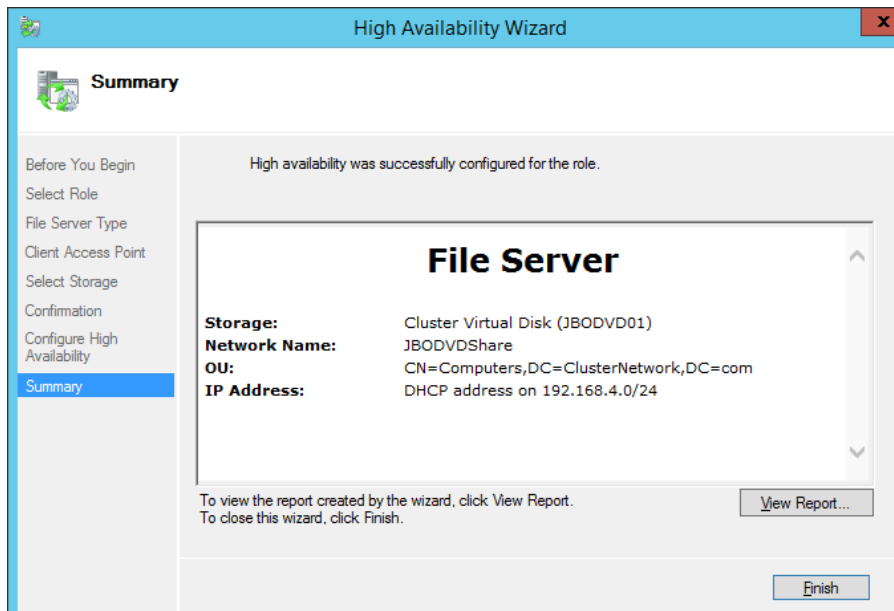 High Availability Wizard
x
Summary
Before You Begin
Select Role
File Server Type
Client Access Point
Select Storage
Confirmation
Configure High
Availability
Summary
High availability was successfully configured for the role.
File Server
Storage: Cluster Virtual Disk (JBODVD01)
Network Name: JBODVDShare
OU: CN=Computers,DC=ClusterNetwork,DC=com
IP Address: DHCP address on 192.168.4.0/24
To view the report created by the wizard, click View Report.
To close this wizard, click Finish.
View Report...
Finish